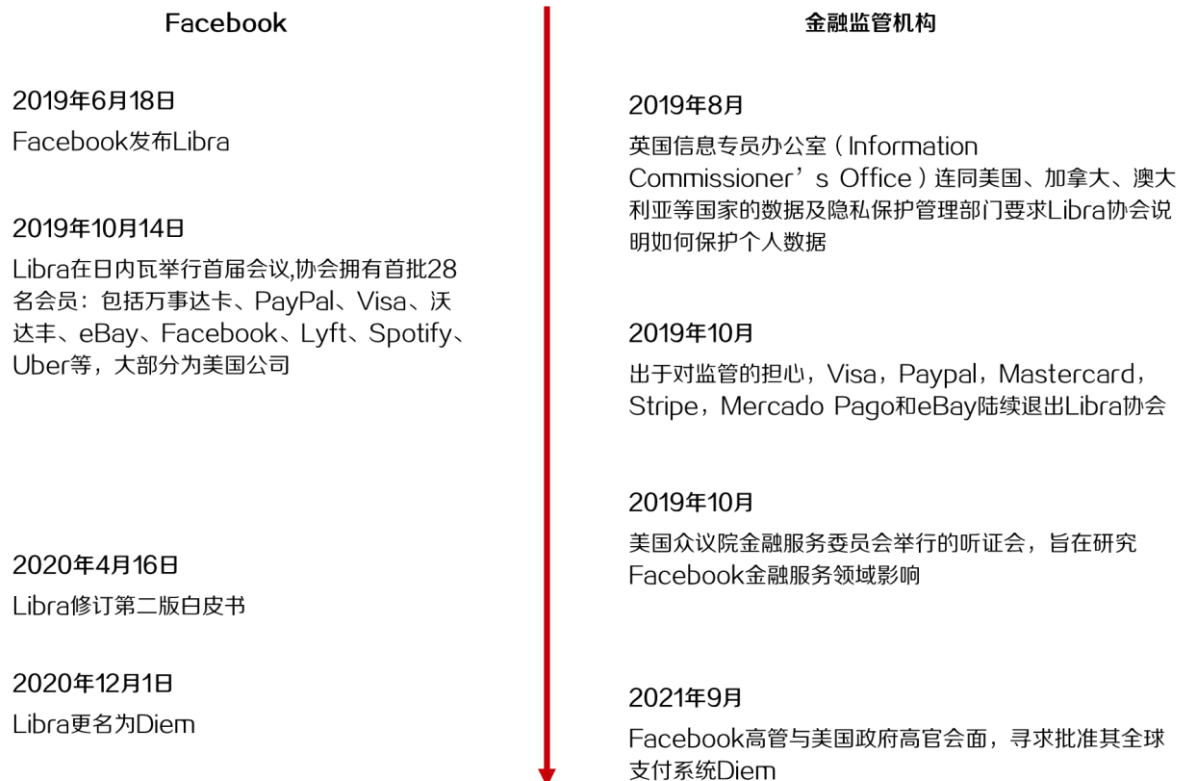 Facebook
2019年6月18日
Facebook发布Libra
2019年10月14日
Libra在日内瓦举行首届会议,协会拥有首批28
名会员：包括万事达卡、PayPal、Visa、沃
达丰、eBay、Facebook、Lyft、Spotify、
Uber等，大部分为美国公司
2020年4月16日
Libra修订第二版白皮书
2020年12月1日
Libra更名为Diem
金融监管机构
2019年8月
英国信息专员办公室（Information
Commissioner’s Office）连同美国、加拿大、澳大
利亚等国家的数据及隐私保护管理部门要求Libra协会说
明如何保护个人数据
2019年10月
出于对监管的担心，Visa，Paypal，Mastercard，
Stripe，Mercado Pago和eBay陆续退出Libra协会
2019年10月
美国众议院金融服务委员会举行的听证会，旨在研究
Facebook金融服务领域影响
2021年9月
Facebook高管与美国政府高官会面，寻求批准其全球
支付系统Diem